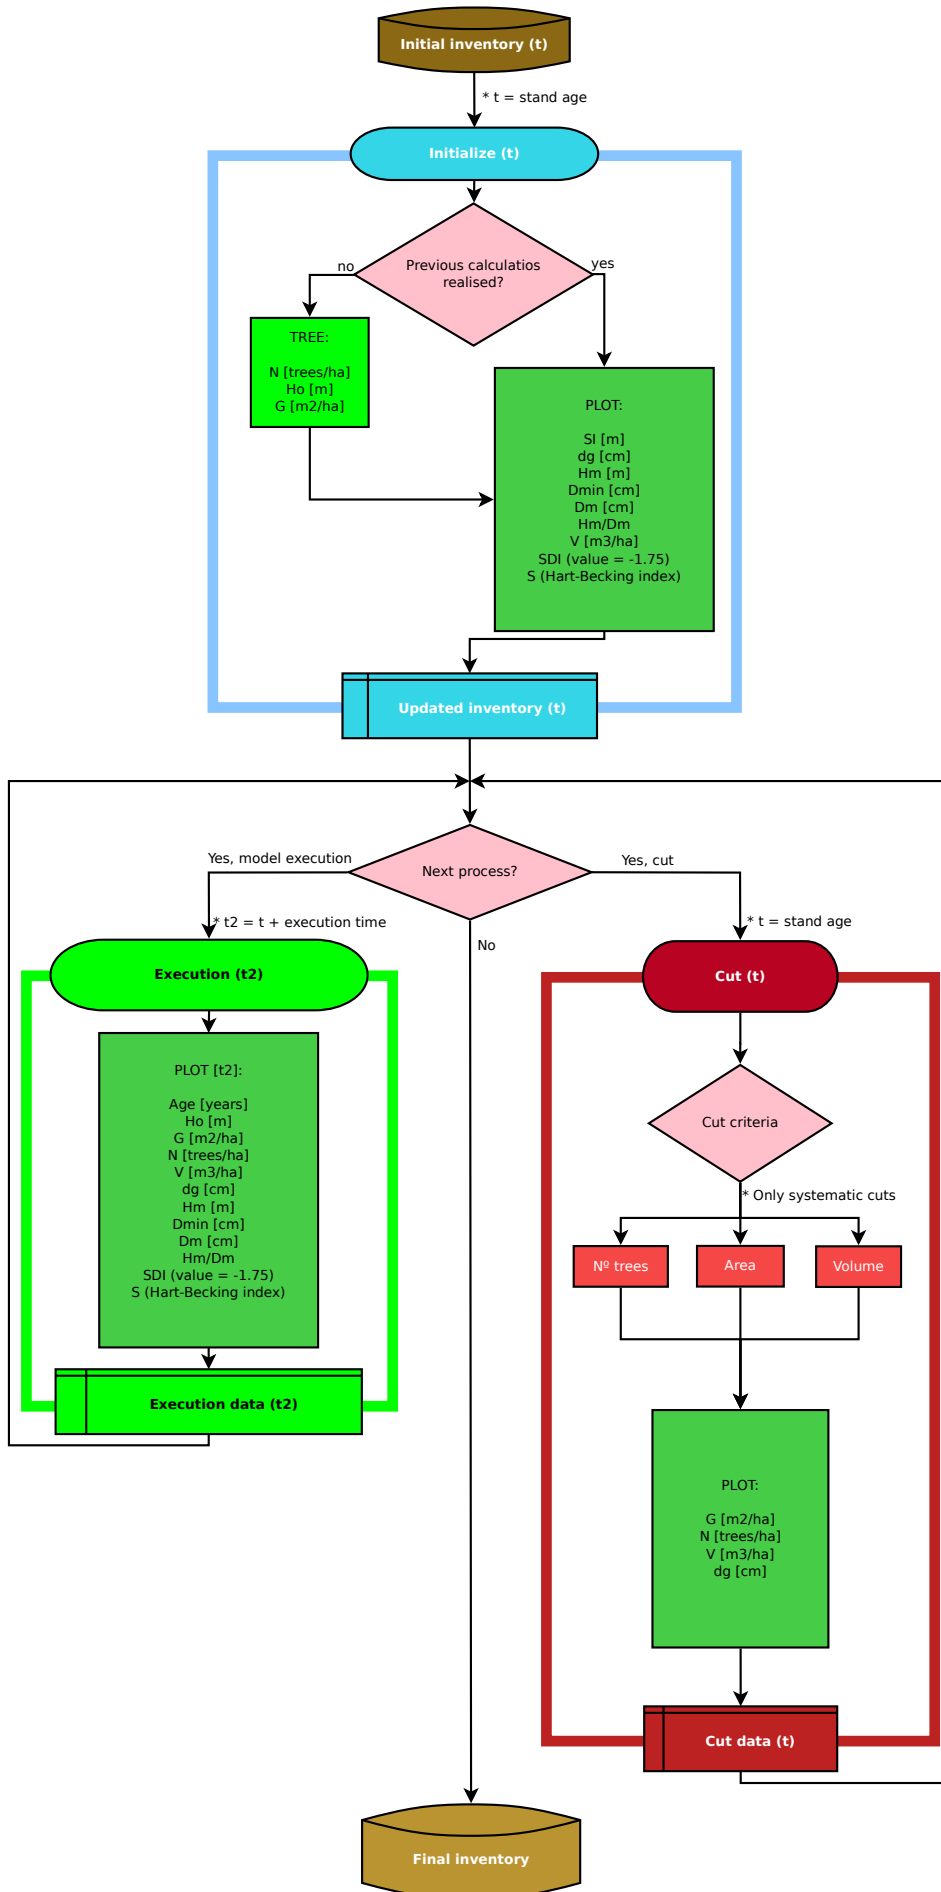 Initial inventory (t)
* t = stand age
Initialize (t)
Previous calculatios
realised?
no
yes
TREE:
N [trees/ha]
Ho [m]
G [m2/ha]
PLOT:
SI [m]
dg [cm]
Hm [m]
Dmin [cm]
Dm [cm]
Hm/Dm
V [m3/ha]
SDI (value = -1.75)
S (Hart-Becking index)
Updated inventory (t)
Next process?
Yes, model execution
Yes, cut
No
* t2 = t + execution time
Execution (t2)
PLOT [t2]:
Age [years]
Ho [m]
G [m2/ha]
N [trees/ha]
V [m3/ha]
dg [cm]
Hm [m]
Dmin [cm]
Dm [cm]
Hm/Dm
SDI (value = -1.75)
S (Hart-Becking index)
Execution data (t2)
* t = stand age
Cut (t)
Cut criteria
* Only systematic cuts
Nº trees
Area
Volume
PLOT:
G [m2/ha]
N [trees/ha]
V [m3/ha]
dg [cm]
Cut data (t)
Final inventory